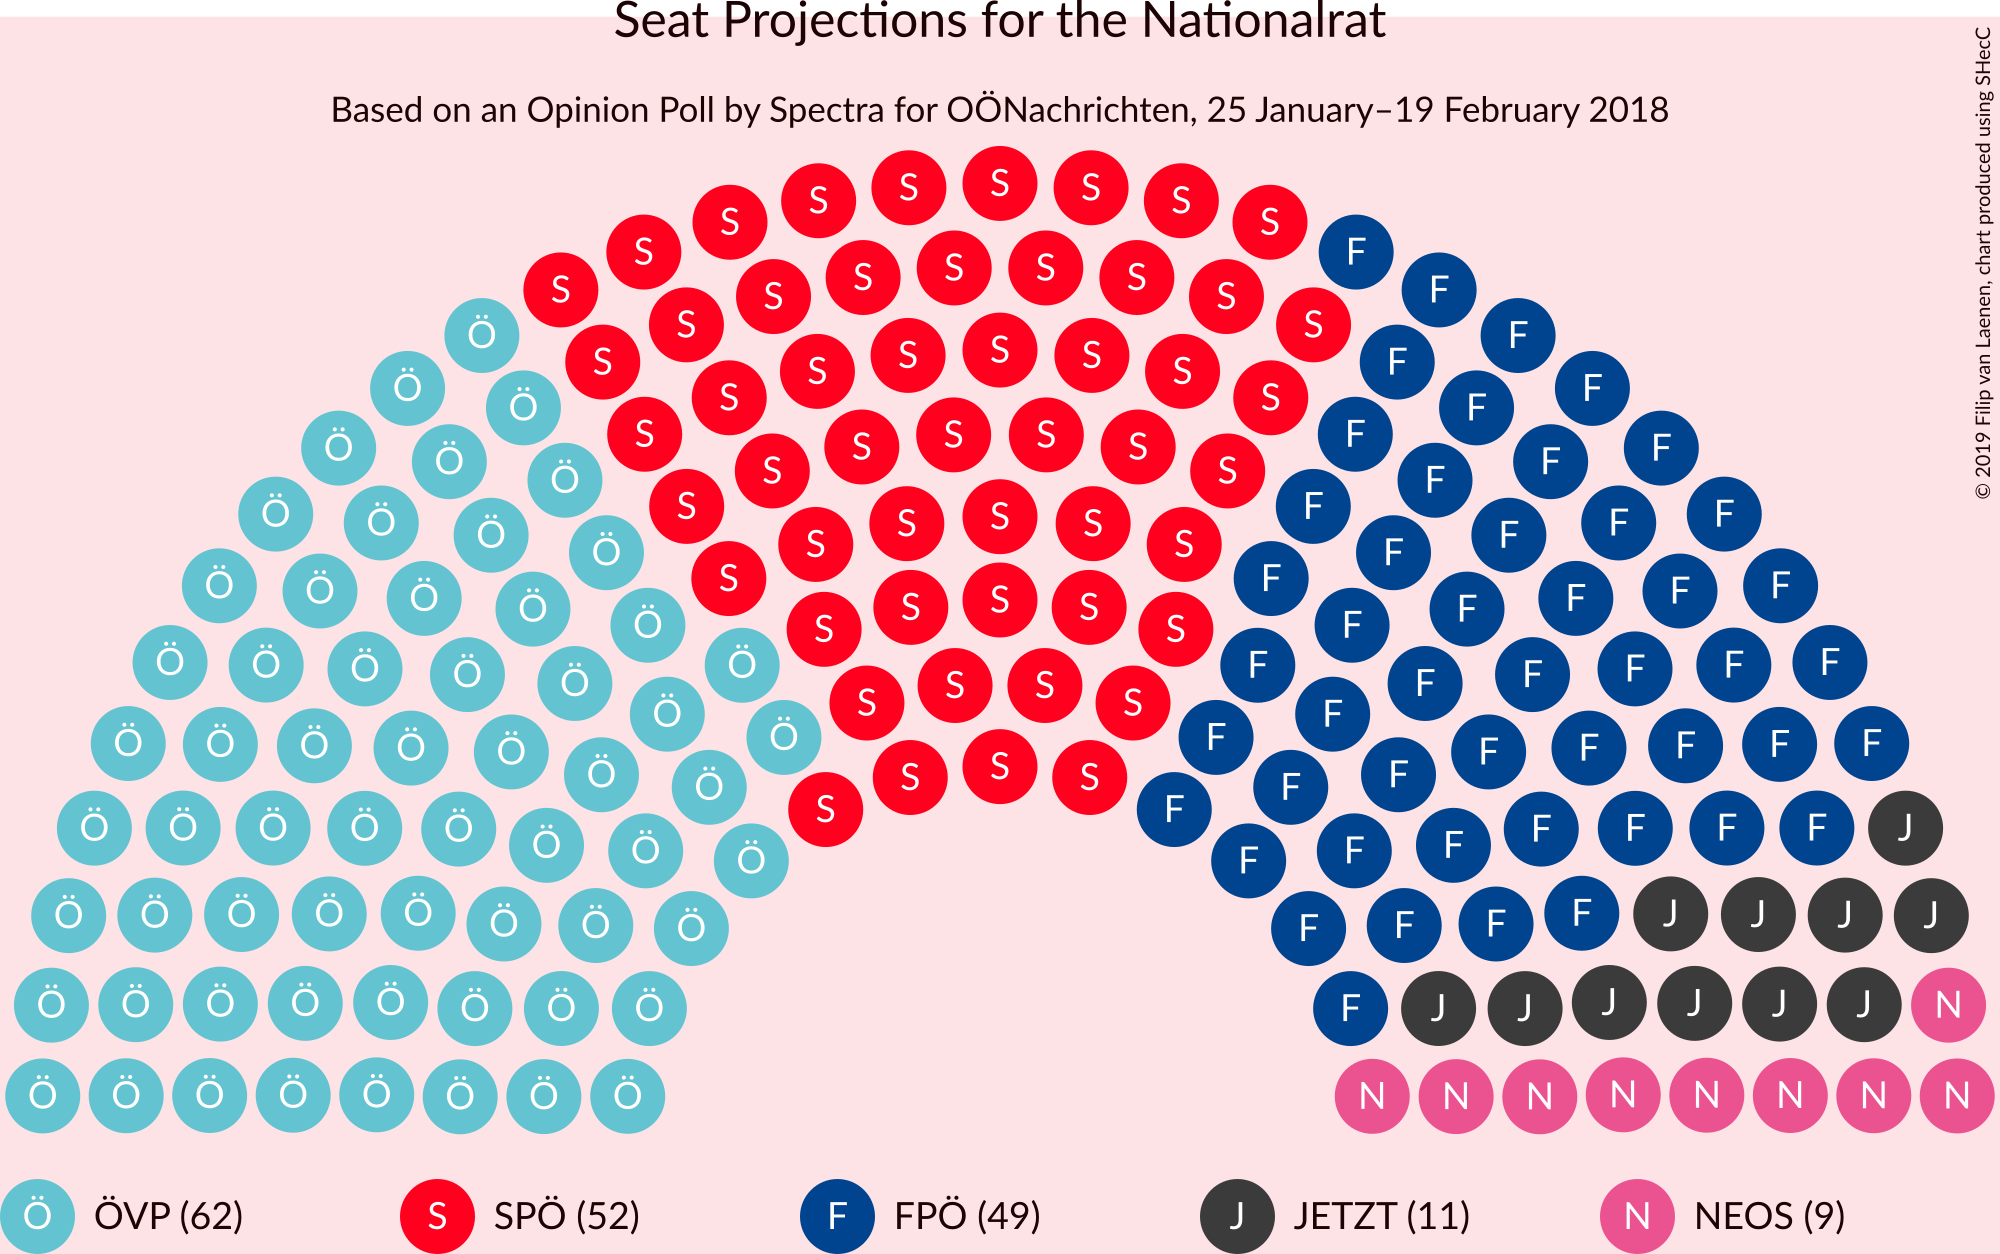 Seat Projections for the Nationalrat
Based on an Opinion Poll by Spectra for OÖNachrichten, 25 January–19 February 2018
© 2019 Filip van Laenen, chart produced using SHecC
S S S S S S S S S F
S S S S S S S S F F
Ö S S S S S S S S F F
Ö Ö S S S S S S S F F F
Ö Ö Ö S S S S S S F F F F
Ö Ö Ö S S S S S S F F F F
Ö Ö Ö Ö S S S S S F F F F F
Ö Ö Ö Ö Ö Ö S S S S F F F F F F
Ö Ö Ö Ö Ö Ö Ö S S S F F F F F F F
Ö Ö Ö Ö Ö Ö Ö Ö S F F F F F F F F
Ö Ö Ö Ö Ö Ö Ö Ö F F F F F F F J
Ö Ö Ö Ö Ö Ö Ö Ö F F F F J J J J
Ö Ö Ö Ö Ö Ö Ö Ö F J J J J J J N
Ö Ö Ö Ö Ö Ö Ö Ö N N N N N N N N
Ö ÖVP (62) S SPÖ (52) F FPÖ (49) J JETZT (11) N NEOS (9)